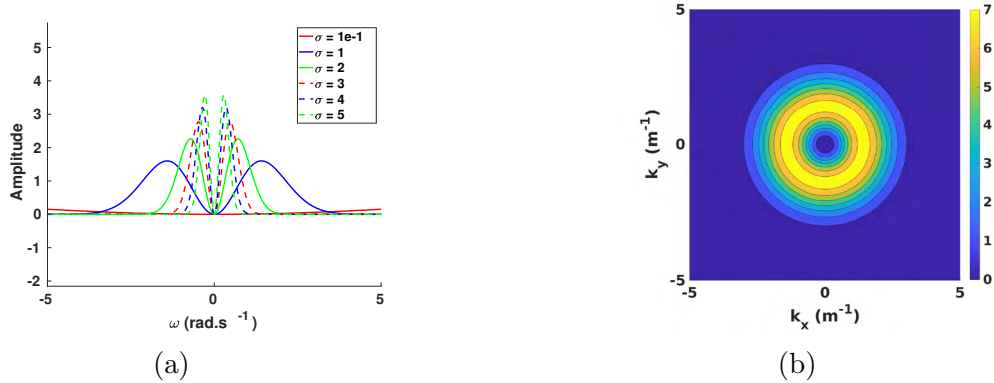 5
4
3
2
1
0
-1
-2
-5
0
5
Amplitude
ω (rad.s -1)
σ = 1e-1
σ = 1
σ = 2
σ = 3
σ = 4
σ = 5
(a)
5
0
-5
-5
0
5
k_y (m-1)
k_x (m-1)
7
6
5
4
3
2
1
0
(b)